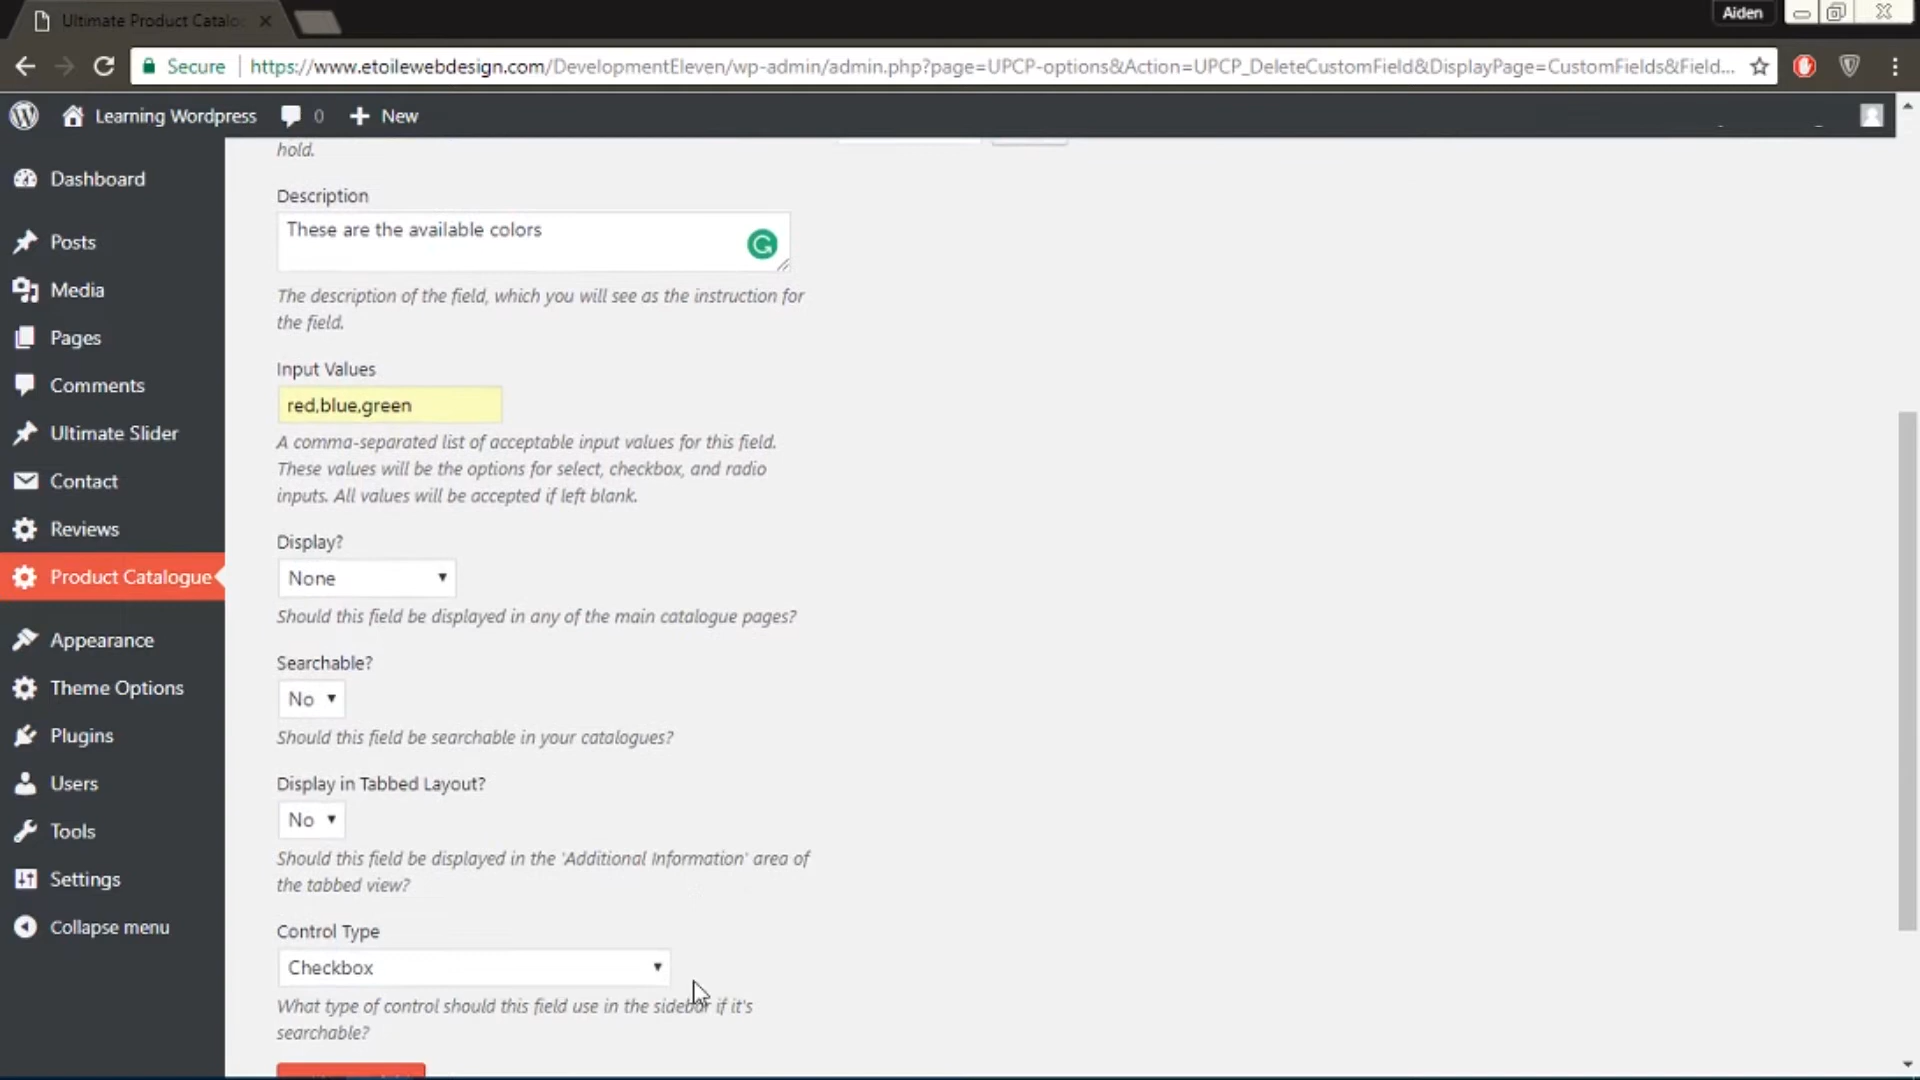 Ultimate Product Catalo
Aiden
Secure
https://www.etoilewebdesign.com/DevelopmentEleven/wp-admin/admin.php?page=UPCP-options&Action=UPCP_DeleteCustomField&DisplayPage=CustomFields&Field...
Learning Wordpress
0
New
Dashboard
Posts
Media
Pages
Comments
Ultimate Slider
Contact
Reviews
Product Catalogue
Appearance
Theme Options
Plugins
Users
Tools
Settings
Collapse menu
hold.
Description
These are the available colors
The description of the field, which you will see as the instruction for
the field.
Input Values
red,blue,green
A comma-separated list of acceptable input values for this field.
These values will be the options for select, checkbox, and radio
inputs. All values will be accepted if left blank.
Display?
None
Should this field be displayed in any of the main catalogue pages?
Searchable?
No
Should this field be searchable in your catalogues?
Display in Tabbed Layout?
No
Should this field be displayed in the 'Additional Information' area of
the tabbed view?
Control Type
Checkbox
What type of control should this field use in the sidebar if it's
searchable?